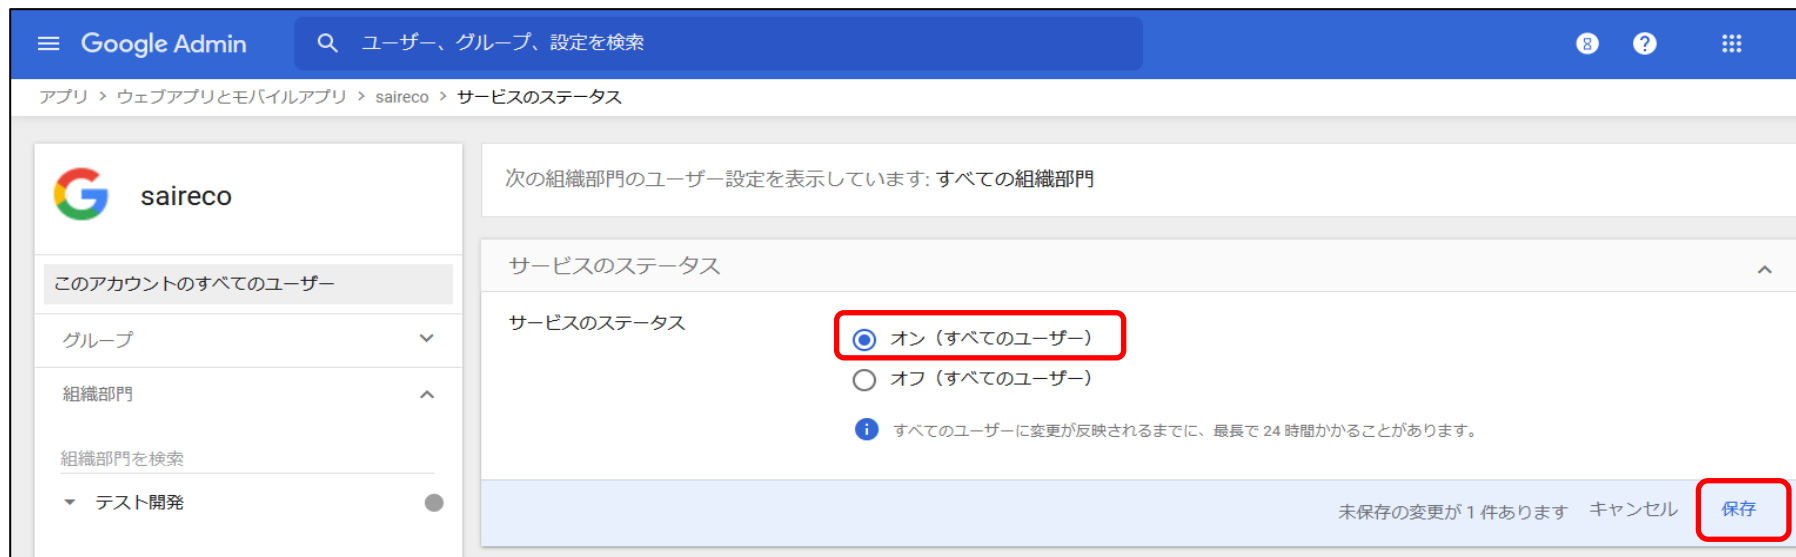 Google Admin
ユーザー、グループ、設定を検索
アプリ > ウェブアプリとモバイルアプリ > saireco > サービスのステータス
saireco
このアカウントのすべてのユーザー
グループ
組織部門
組織部門を検索
テスト開発
次の組織部門のユーザー設定を表示しています: すべての組織部門
サービスのステータス
サービスのステータス
オン（すべてのユーザー）
オフ（すべてのユーザー）
すべてのユーザーに変更が反映されるまでに、最長で 24 時間かかることがあります。
未保存の変更が 1 件あります キャンセル 保存